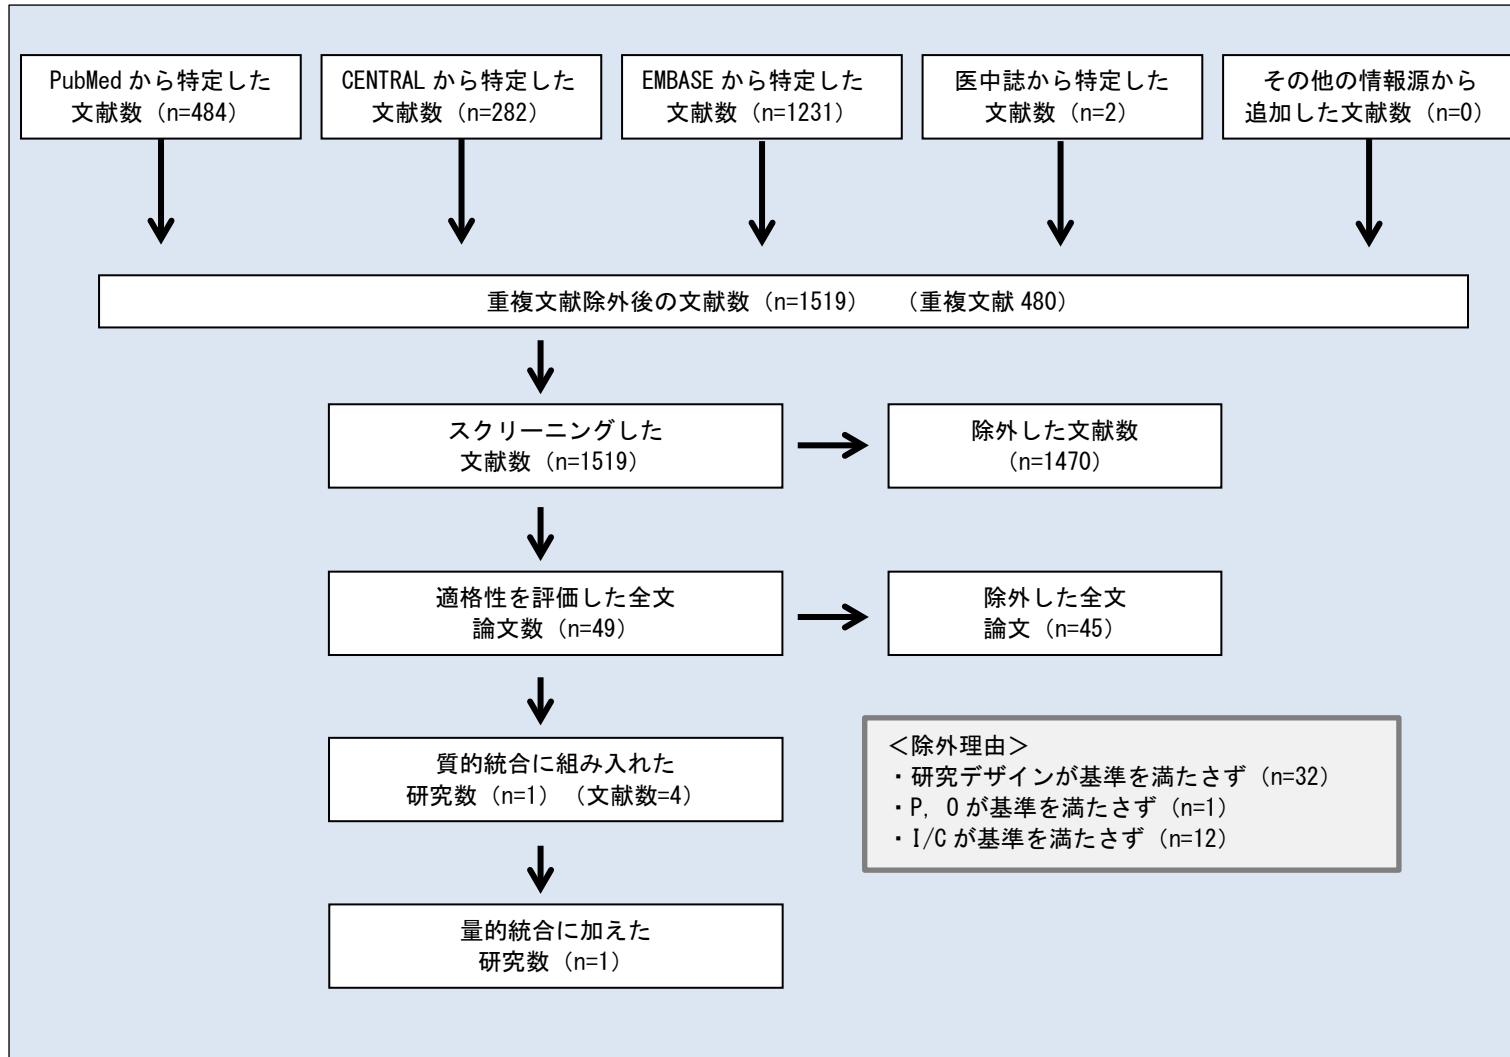 PubMed から特定した
文献数（n=484）
CENTRAL から特定した
文献数（n=282）
EMBASE から特定した
文献数（n=1231）
医中誌から特定した
文献数（n=2）
その他の情報源から
追加した文献数（n=0）
重複文献除外後の文献数（n=1519）　（重複文献 480）
スクリーニングした
文献数（n=1519）
除外した文献数
（n=1470）
適格性を評価した全文
論文数（n=49）
除外した全文
論文（n=45）
質的統合に組み入れた
研究数（n=1）（文献数=4）
＜除外理由＞
・研究デザインが基準を満たさず（n=32）
・P, O が基準を満たさず（n=1）
・I/C が基準を満たさず（n=12）
量的統合に加えた
研究数（n=1）